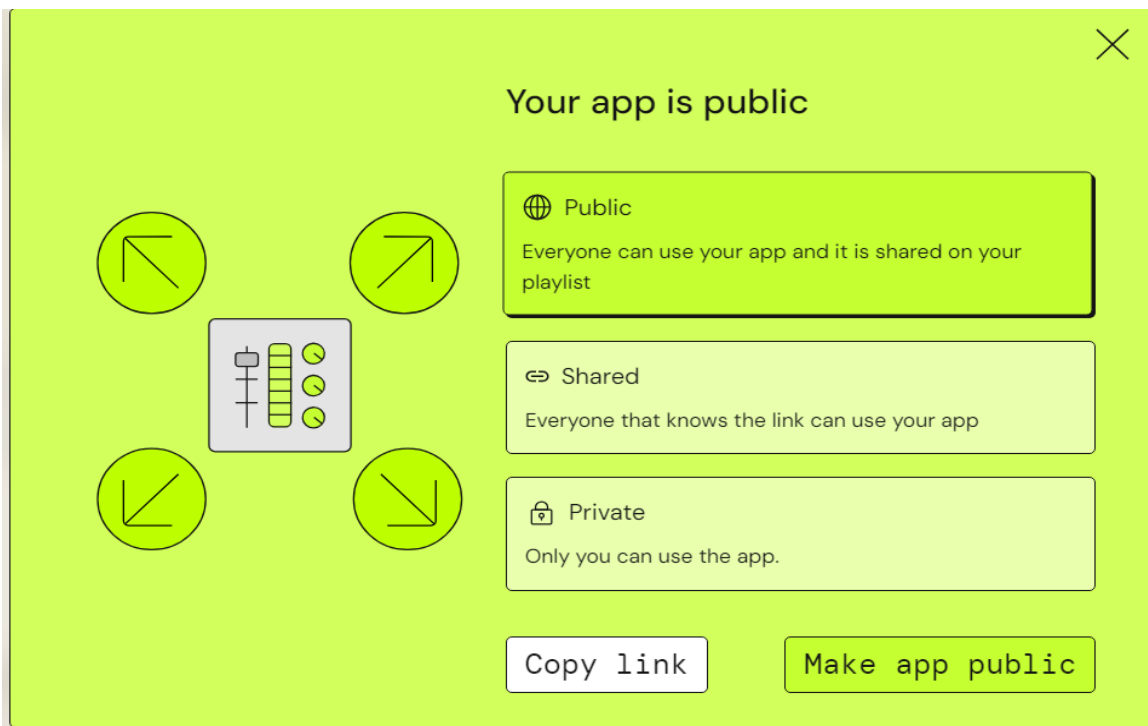 Your app is public
Public
Everyone can use your app and it is shared on your
playlist
Shared
Everyone that knows the link can use your app
Private
Only you can use the app.
Copy link
Make app public